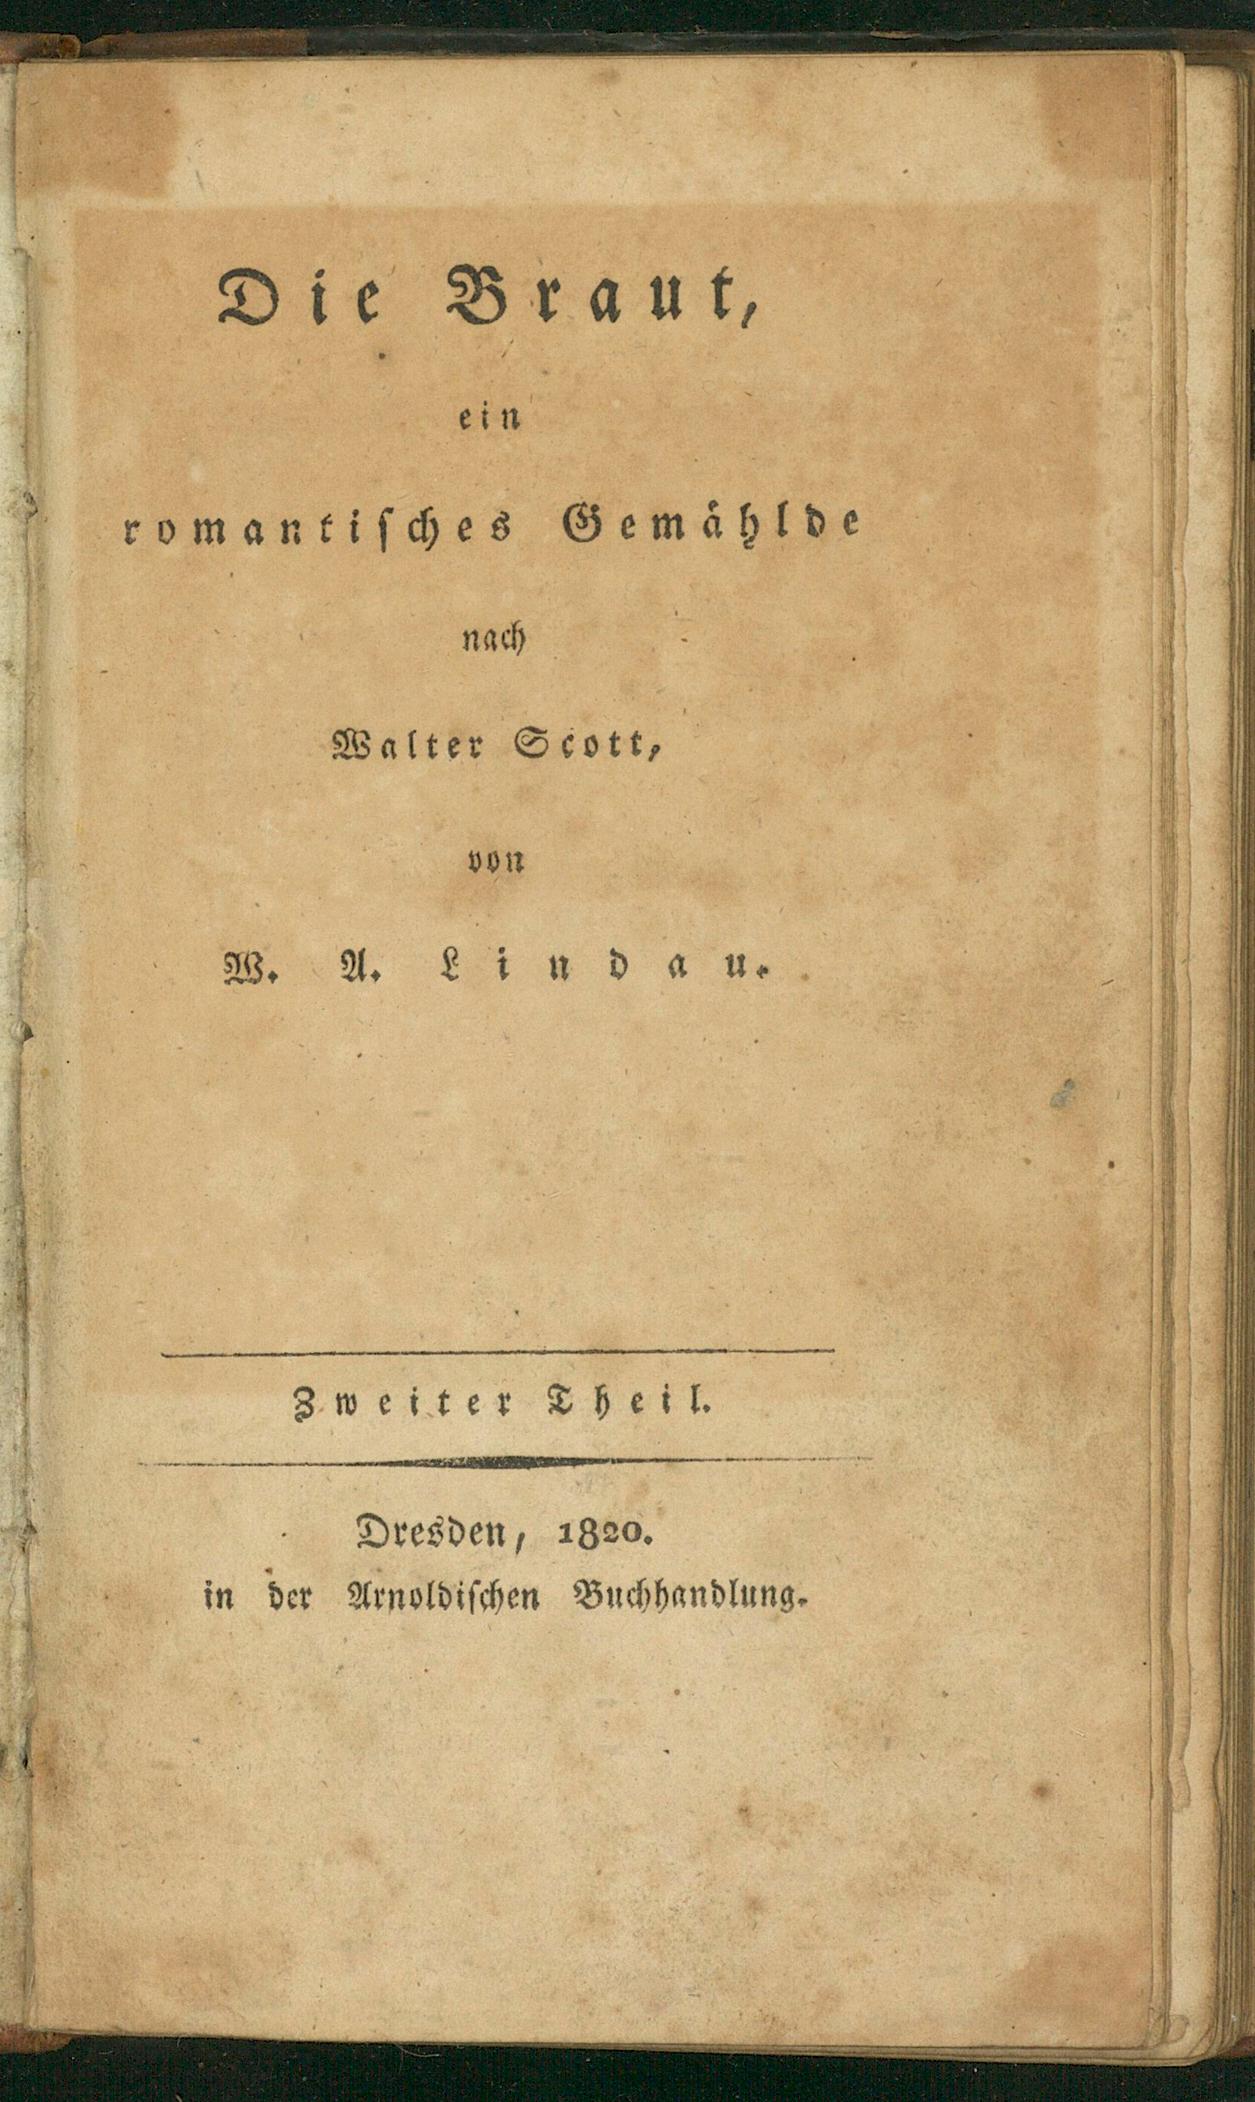 Die Braut,
ein
romantiſches Gemählde
nach
Walter Scott,
von
W. A. Lindau.
Zweiter Theil.
Dresden, 1820.
in der Arnoldiſchen Buchhandlung.